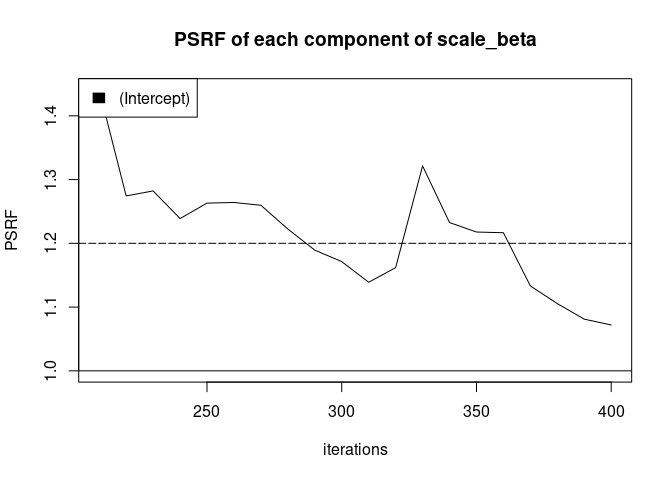 PSRF of each component of scale_beta
(Intercept)
PSRF
1.4
1.3
1.2
1.1
1.0
250 300 350 400
iterations